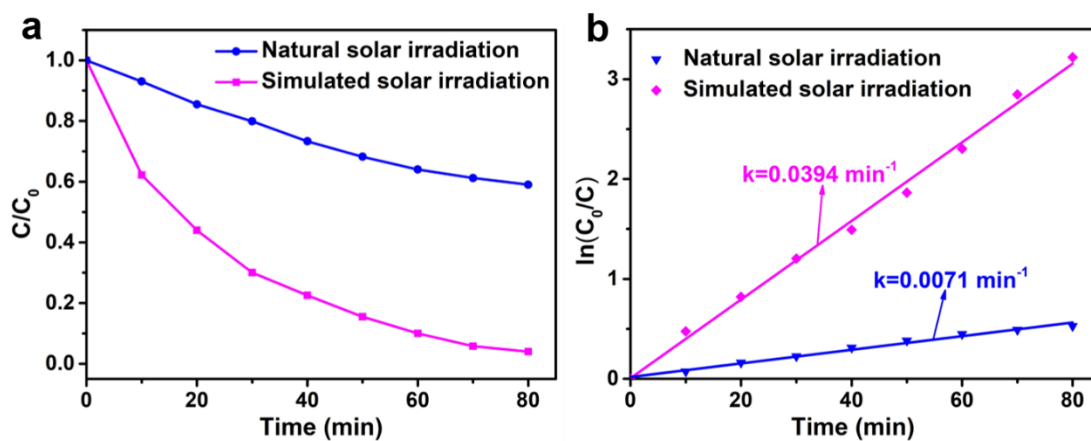 a
Natural solar irradiation
Simulated solar irradiation
1.0
0.8
0.6
0.4
0.2
0.0
C/C₀
0 20 40 60 80
Time (min)
b
Natural solar irradiation
Simulated solar irradiation
3
2
1
0
ln(C₀/C)
k=0.0394 min⁻¹
k=0.0071 min⁻¹
0 20 40 60 80
Time (min)